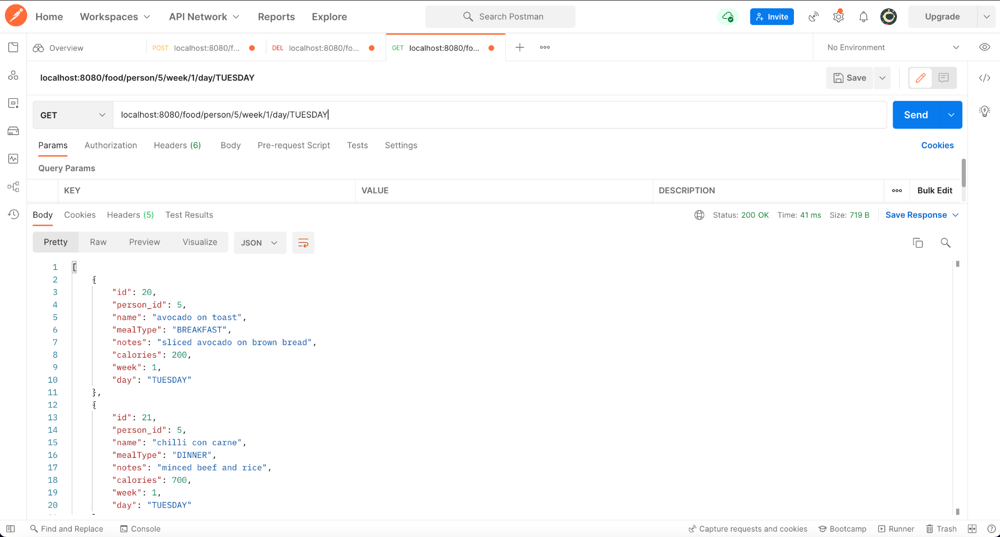 Home Workspaces API Network Reports Explore Search Postman Invite Upgrade
Overview POST localhost:8080/f... DEL localhost:8080/fo... GET localhost:8080/fo... No Environment
localhost:8080/food/person/5/week/1/day/TUESDAY Save
GET localhost:8080/food/person/5/week/1/day/TUESDAY Send
Params Authorization Headers (6) Body Pre-request Script Tests Settings Cookies
Query Params
KEY VALUE DESCRIPTION Bulk Edit
Body Cookies Headers (5) Test Results Status: 200 OK Time: 41 ms Size: 719 B Save Response
Pretty Raw Preview Visualize JSON
1 [
2 {
3 "id": 20,
4 "person_id": 5,
5 "name": "avocado on toast",
6 "mealType": "BREAKFAST",
7 "notes": "sliced avocado on brown bread",
8 "calories": 200,
9 "week": 1,
10 "day": "TUESDAY"
11 },
12 {
13 "id": 21,
14 "person_id": 5,
15 "name": "chilli con carne",
16 "mealType": "DINNER",
17 "notes": "minced beef and rice",
18 "calories": 700,
19 "week": 1,
20 "day": "TUESDAY"
Find and Replace Console Capture requests and cookies Bootcamp Runner Trash